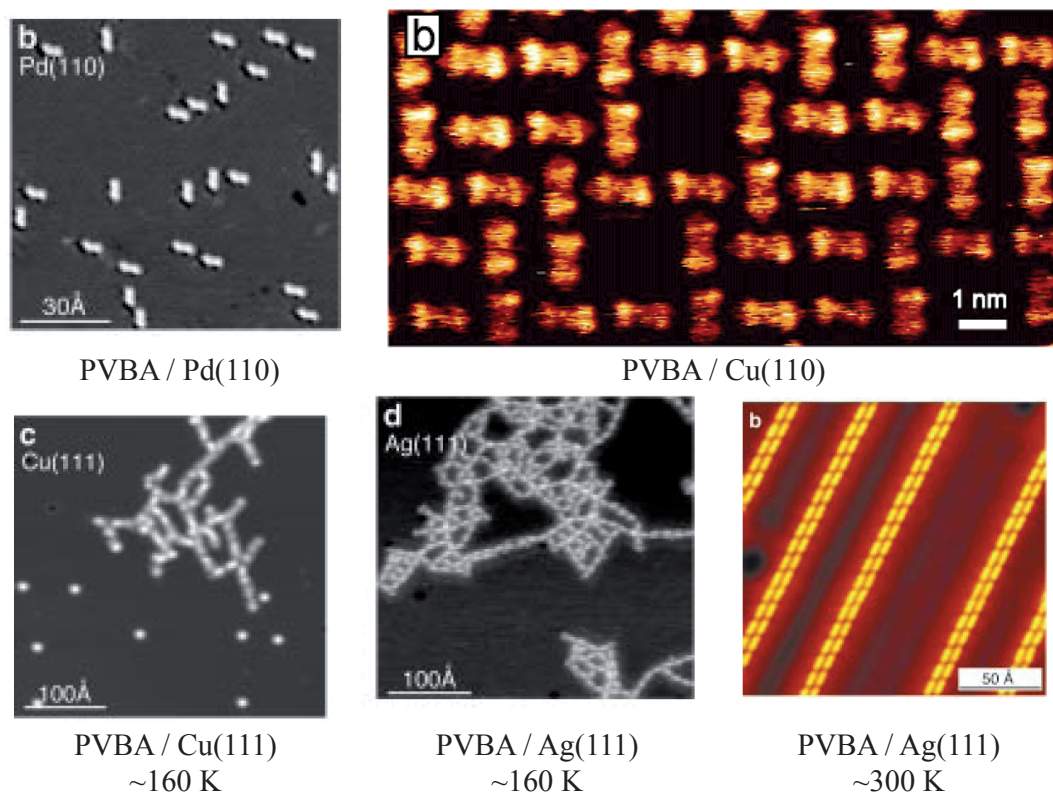 b
Pd(110)
30Å
b
1 nm
PVBA / Pd(110)
PVBA / Cu(110)
c
Cu(111)
100Å
d
Ag(111)
100Å
b
50 Å
PVBA / Cu(111)
~160 K
PVBA / Ag(111)
~160 K
PVBA / Ag(111)
~300 K